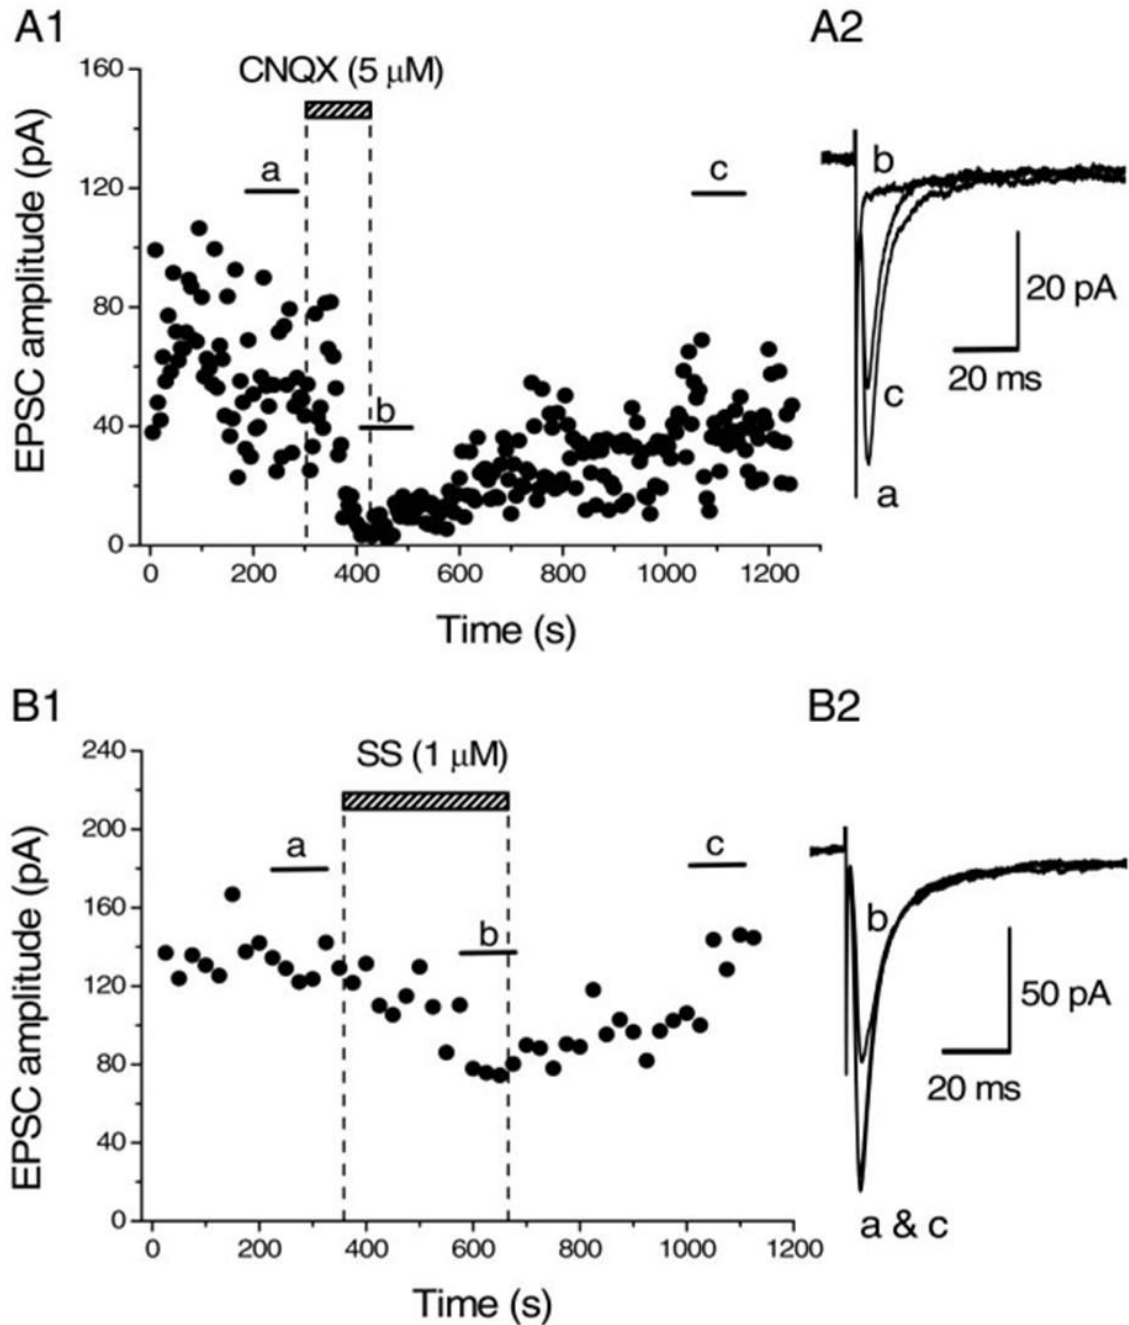 A1
A2
CNQX (5 μM)
160
120
80
40
0
EPSC amplitude (pA)
a
b
c
0 200 400 600 800 1000 1200
Time (s)
b
c
a
20 pA
20 ms
B1
B2
SS (1 μM)
240
200
160
120
80
40
0
EPSC amplitude (pA)
a
b
c
0 200 400 600 800 1000 1200
Time (s)
b
50 pA
20 ms
a & c